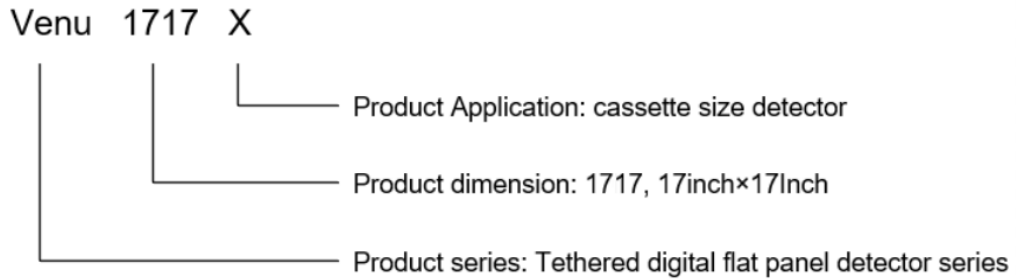 Venu 1717 X
Product Application: cassette size detector
Product dimension: 1717, 17inch×17Inch
Product series: Tethered digital flat panel detector series